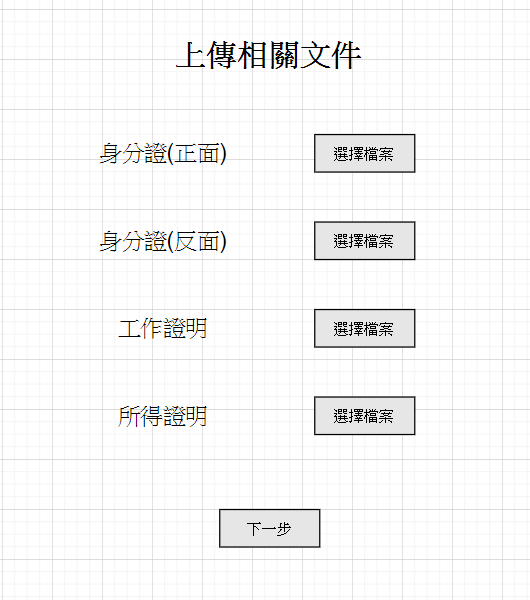 上傳相關文件
身分證(正面) 選擇檔案
身分證(反面) 選擇檔案
工作證明 選擇檔案
所得證明 選擇檔案
下一步